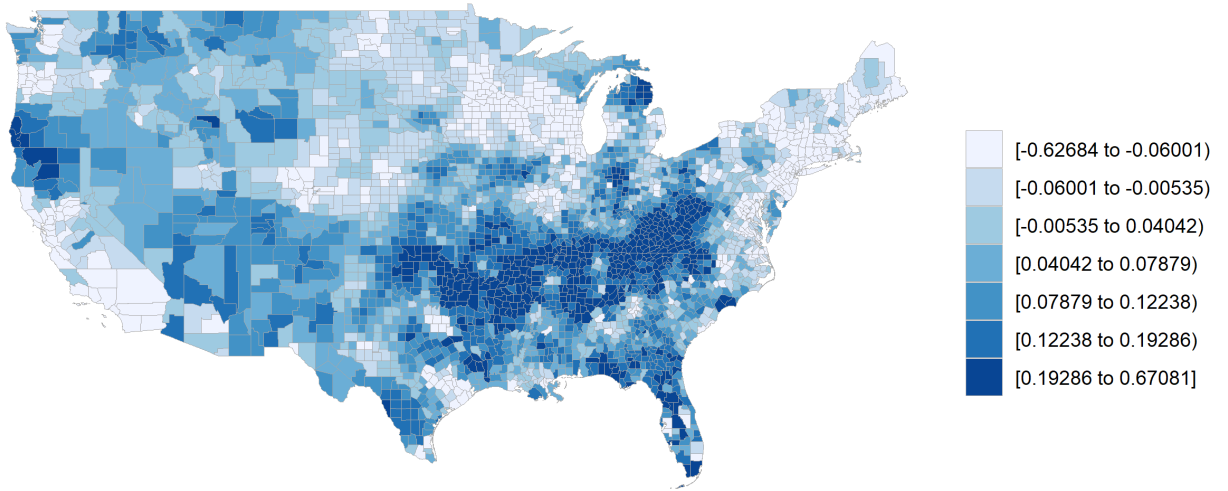 [-0.62684 to -0.06001)
[-0.06001 to -0.00535)
[-0.00535 to 0.04042)
[0.04042 to 0.07879)
[0.07879 to 0.12238)
[0.12238 to 0.19286)
[0.19286 to 0.67081]